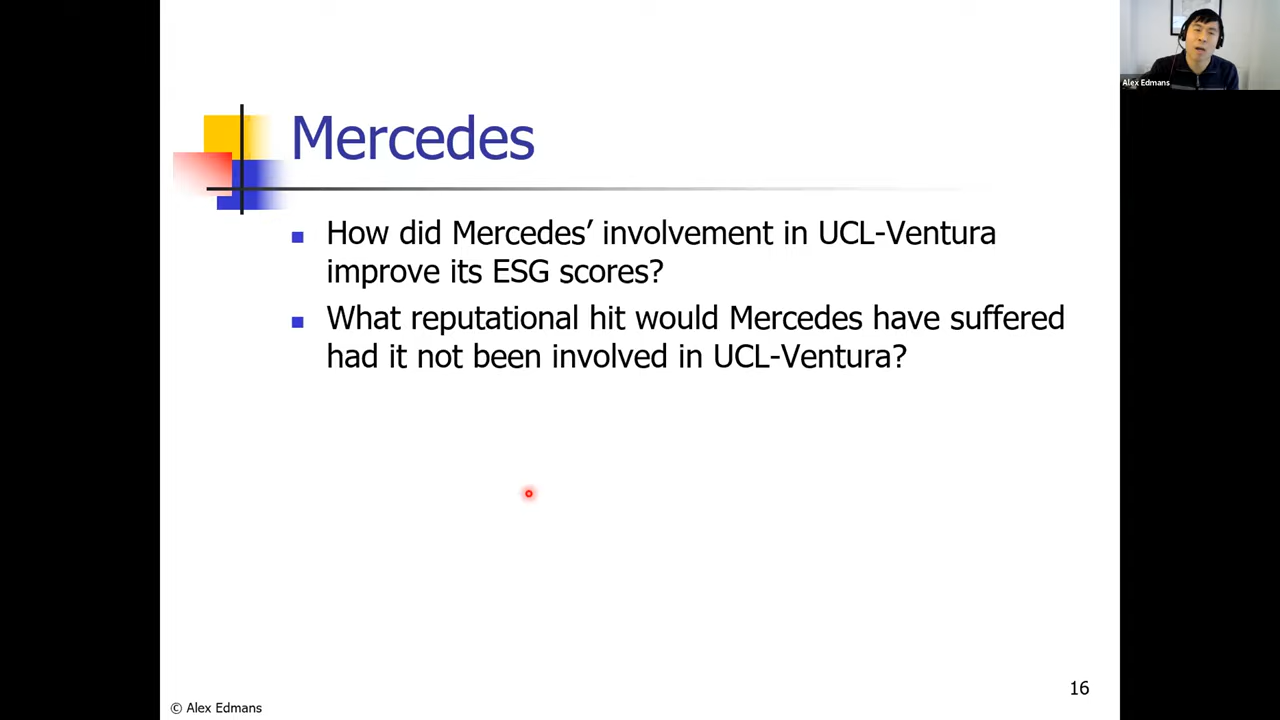 Alex Edmans
Mercedes
How did Mercedes’ involvement in UCL-Ventura
improve its ESG scores?
What reputational hit would Mercedes have suffered
had it not been involved in UCL-Ventura?
16
© Alex Edmans